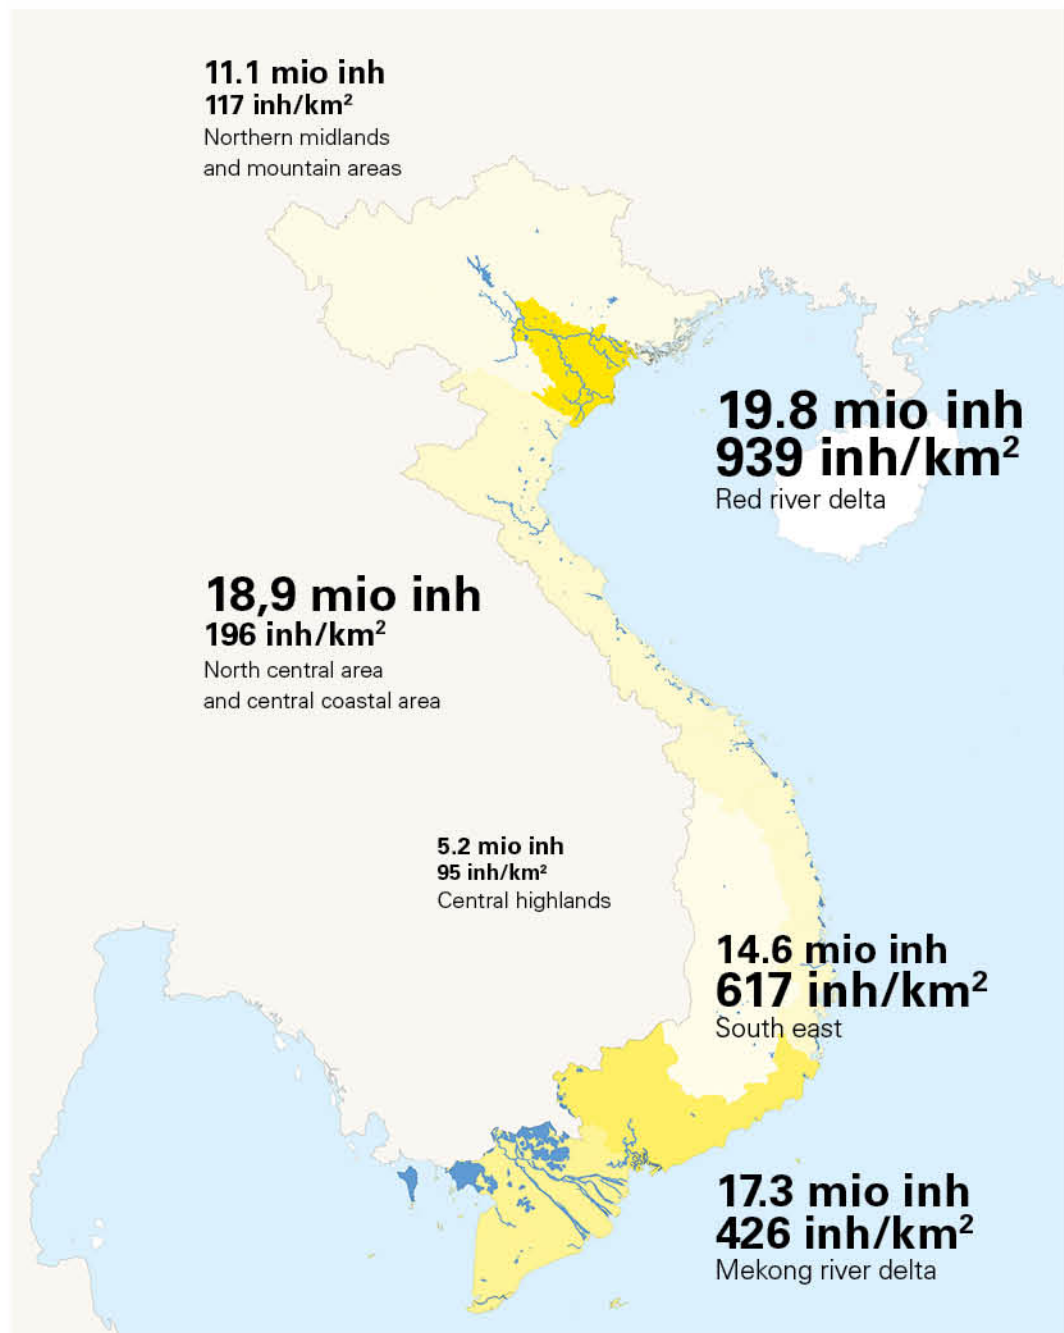 11.1 mio inh
117 inh/km²
Northern midlands
and mountain areas
19.8 mio inh
939 inh/km²
Red river delta
18,9 mio inh
196 inh/km²
North central area
and central coastal area
5.2 mio inh
95 inh/km²
Central highlands
14.6 mio inh
617 inh/km²
South east
17.3 mio inh
426 inh/km²
Mekong river delta